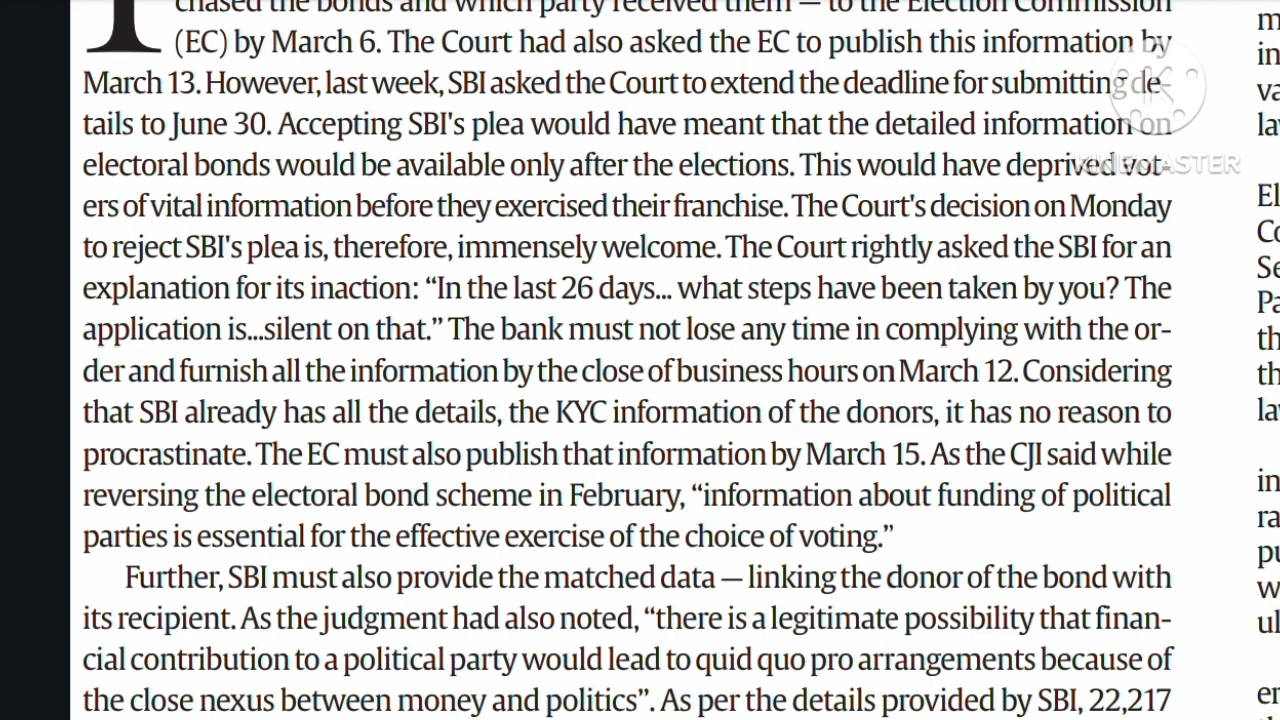 chased the bonds and which party received them — to the Election Commission
(EC) by March 6. The Court had also asked the EC to publish this information by
March 13. However, last week, SBI asked the Court to extend the deadline for submitting de-
tails to June 30. Accepting SBI's plea would have meant that the detailed information on
electoral bonds would be available only after the elections. This would have deprived vot-
ers of vital information before they exercised their franchise. The Court's decision on Monday
to reject SBI's plea is, therefore, immensely welcome. The Court rightly asked the SBI for an
explanation for its inaction: “In the last 26 days... what steps have been taken by you? The
application is...silent on that.” The bank must not lose any time in complying with the or-
der and furnish all the information by the close of business hours on March 12. Considering
that SBI already has all the details, the KYC information of the donors, it has no reason to
procrastinate. The EC must also publish that information by March 15. As the CJI said while
reversing the electoral bond scheme in February, “information about funding of political
parties is essential for the effective exercise of the choice of voting.”
Further, SBI must also provide the matched data — linking the donor of the bond with
its recipient. As the judgment had also noted, “there is a legitimate possibility that finan-
cial contribution to a political party would lead to quid quo pro arrangements because of
the close nexus between money and politics”. As per the details provided by SBI, 22,217
KINEMASTER